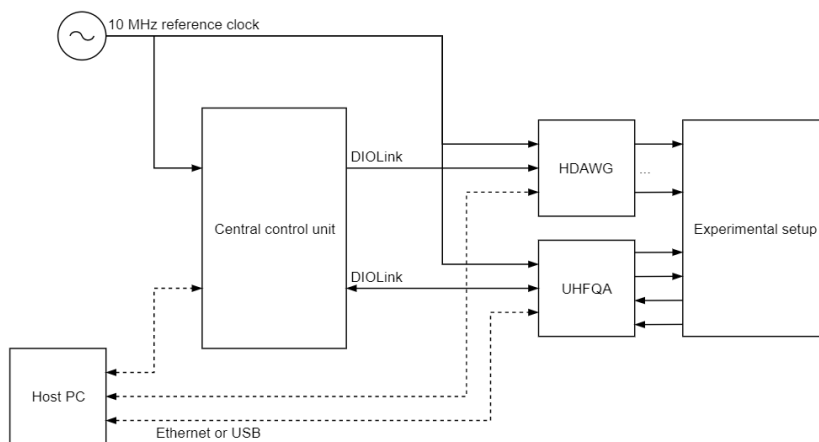 10 MHz reference clock
DIOLink
HDAWG
...
Central control unit
Experimental setup
DIOLink
UHFQA
Host PC
Ethernet or USB